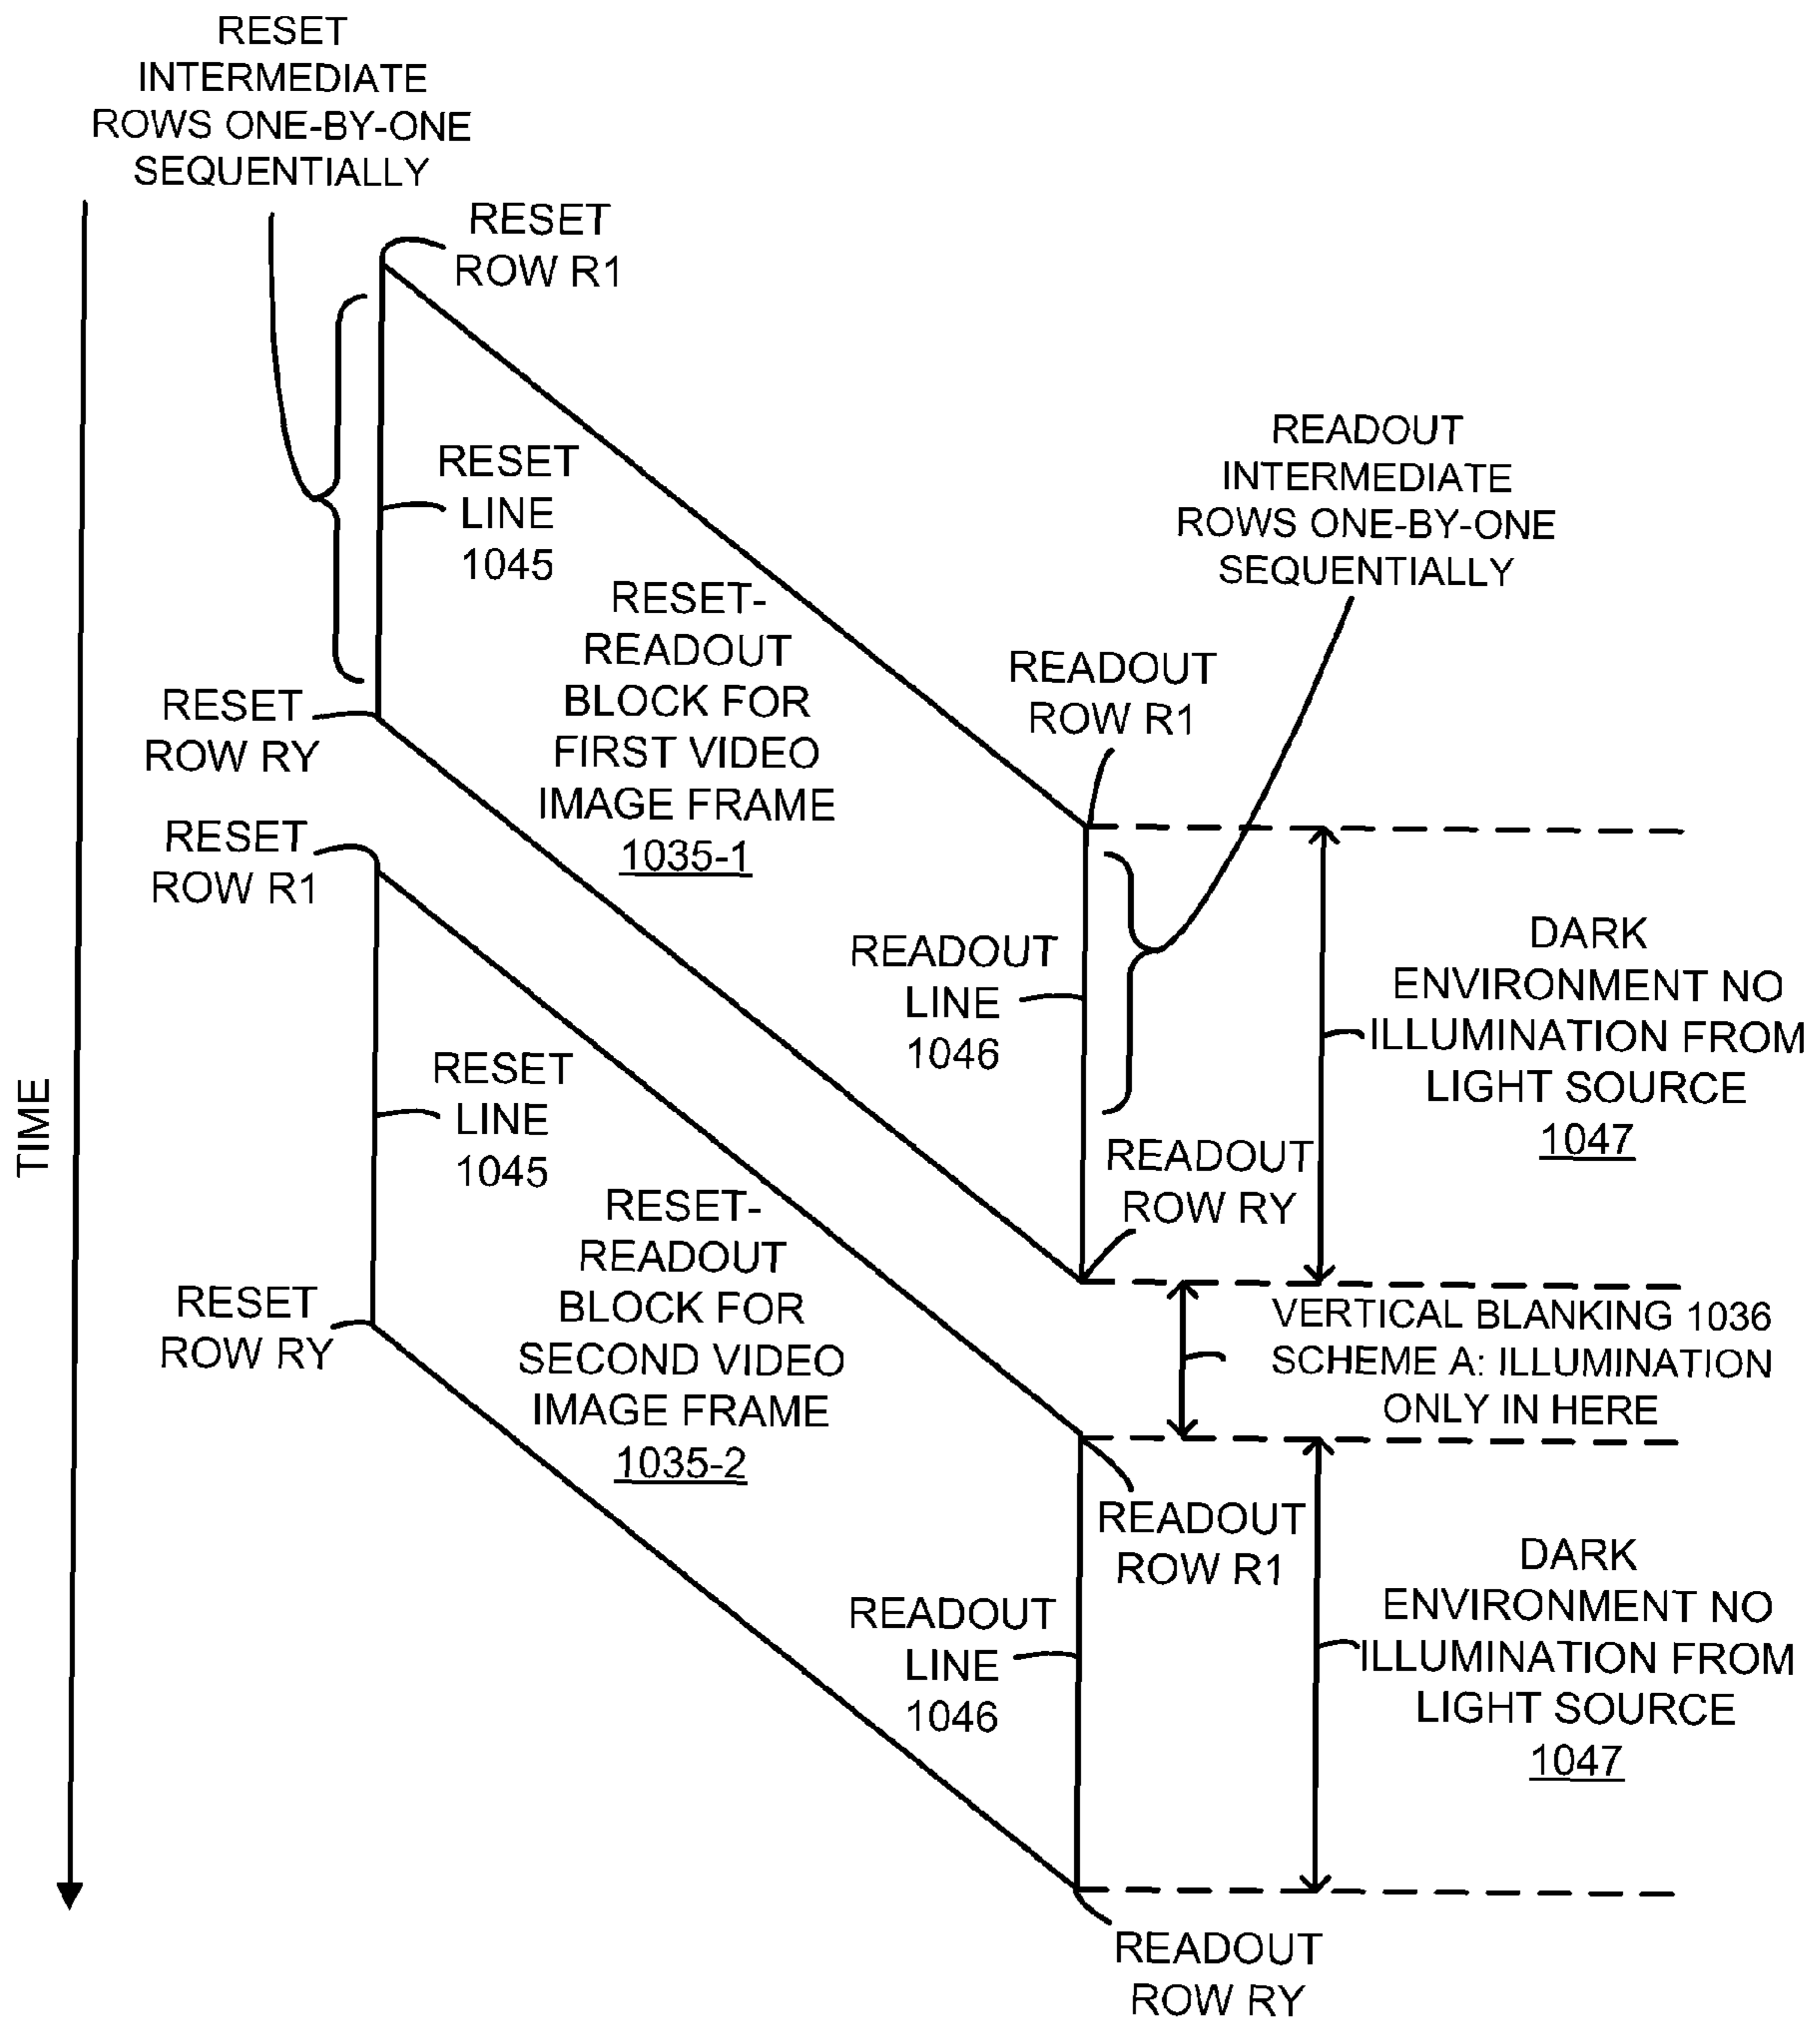 RESET
INTERMEDIATE
ROWS ONE-BY-ONE
SEQUENTIALLY
RESET
ROW R1
READOUT
INTERMEDIATE
ROWS ONE-BY-ONE
SEQUENTIALLY
RESET
LINE
1045
RESET-
READOUT
BLOCK FOR
FIRST VIDEO
IMAGE FRAME
1035-1
READOUT
ROW R1
RESET
ROW RY
RESET
ROW R1
READOUT
LINE
1046
DARK
ENVIRONMENT NO
ILLUMINATION FROM
LIGHT SOURCE
1047
TIME
RESET
LINE
1045
READOUT
ROW RY
RESET-
READOUT
BLOCK FOR
SECOND VIDEO
IMAGE FRAME
1035-2
RESET
ROW RY
VERTICAL BLANKING 1036
SCHEME A: ILLUMINATION
ONLY IN HERE
READOUT
ROW R1
READOUT
LINE
1046
DARK
ENVIRONMENT NO
ILLUMINATION FROM
LIGHT SOURCE
1047
READOUT
ROW RY